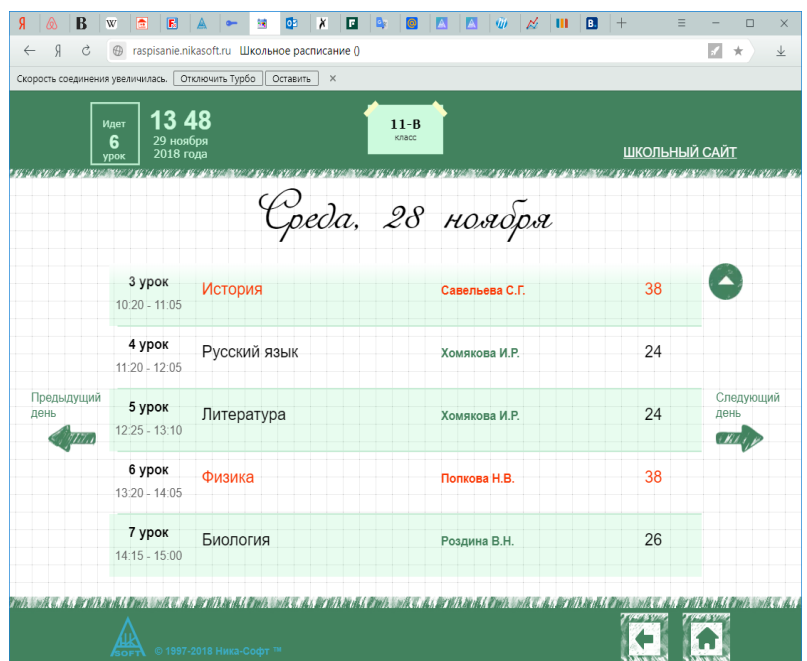 raspisanie.nikasoft.ru Школьное расписание ()
Скорость соединения увеличилась. Отключить Турбо Оставить ×
Идет
6
урок
13 48
29 ноября
2018 года
11-В
класс
ШКОЛЬНЫЙ САЙТ
Среда, 28 ноября
3 урок
10:20 - 11:05
История Савельева С.Г. 38
4 урок
11:20 - 12:05
Русский язык Хомякова И.Р. 24
Предыдущий
день
5 урок
12:25 - 13:10
Литература Хомякова И.Р. 24
Следующий
день
6 урок
13:20 - 14:05
Физика Попкова Н.В. 38
7 урок
14:15 - 15:00
Биология Роздина В.Н. 26
SOFT © 1997-2018 Ника-Софт ™